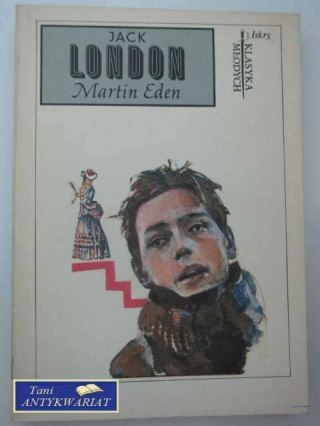 JACK
LONDON
Martin Eden
Iskry
KLASYKA
MŁODYCH
Tani
ANTYKWARIAT